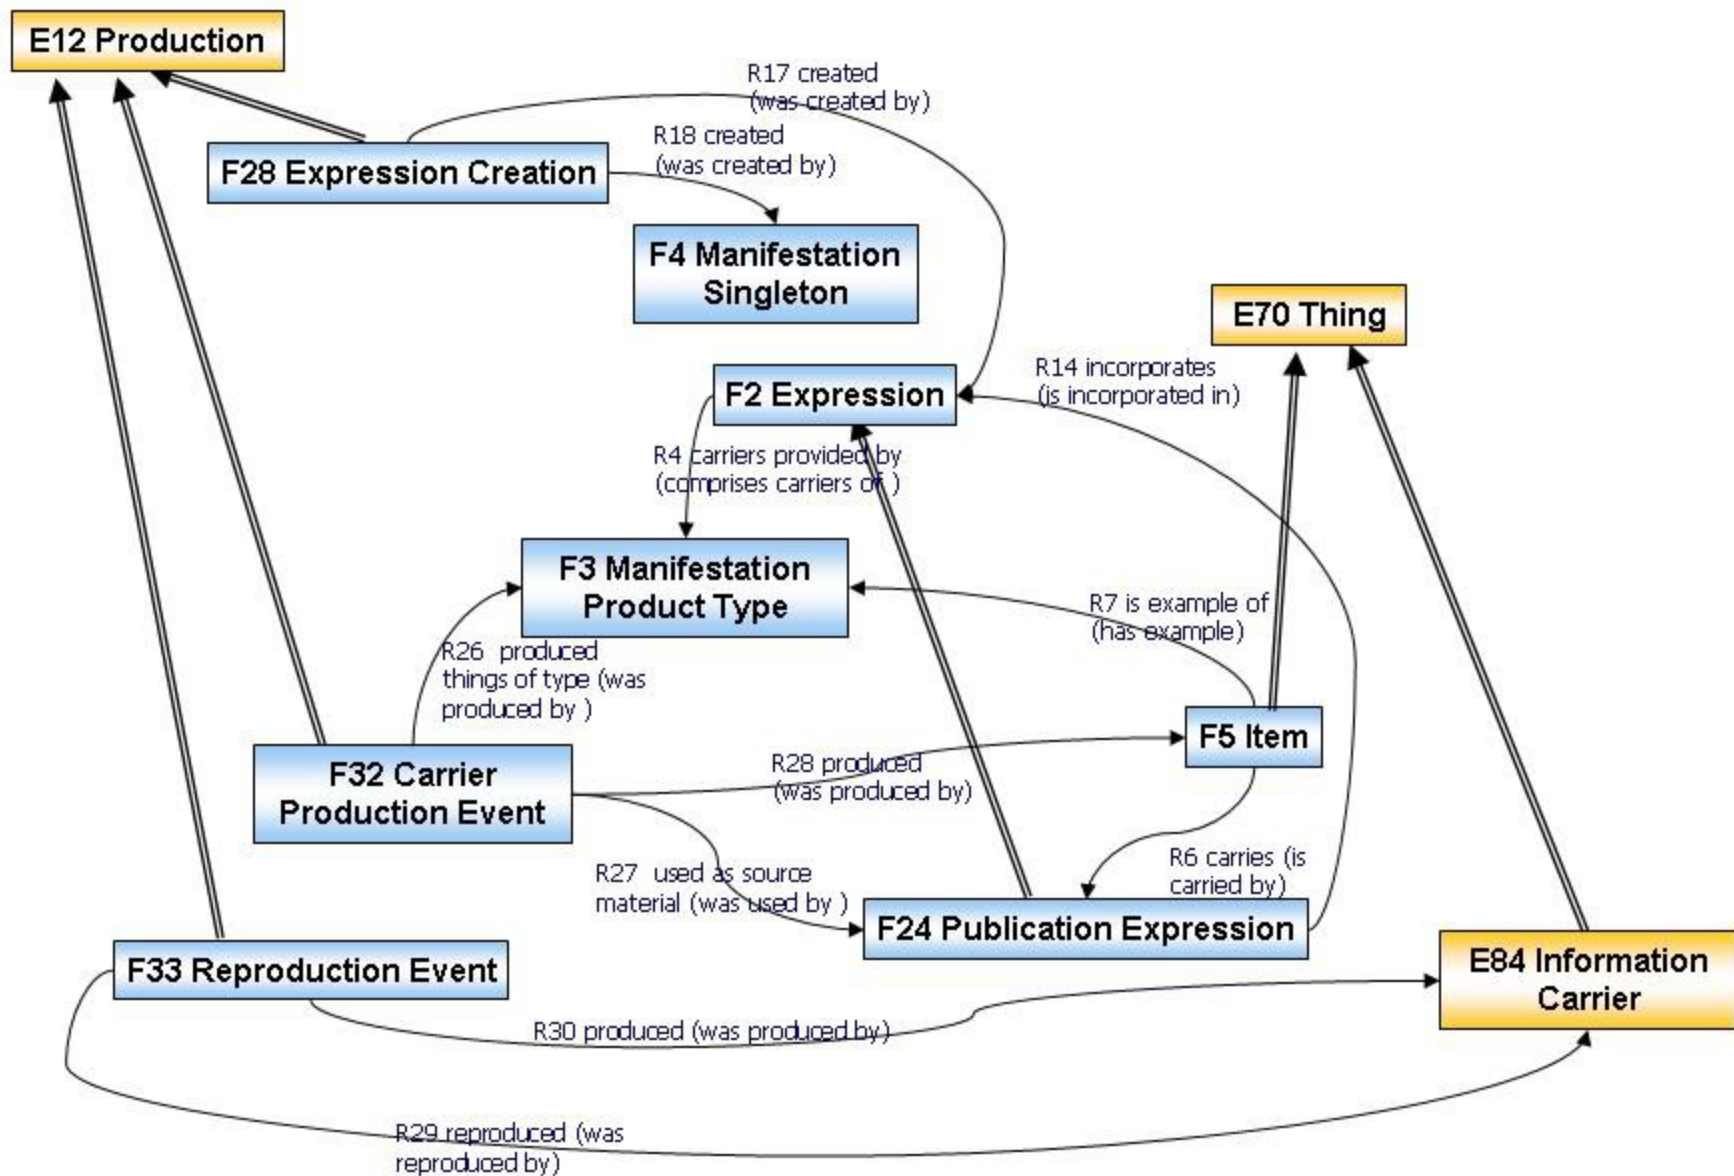 E12 Production
R17 created
(was created by)
R18 created
(was created by)
F28 Expression Creation
F4 Manifestation
Singleton
E70 Thing
R14 incorporates
(is incorporated in)
F2 Expression
R4 carriers provided by
(comprises carriers of )
F3 Manifestation
Product Type
R7 is example of
(has example)
R26  produced
things of type (was
produced by )
F5 Item
F32 Carrier
Production Event
R28 produced
(was produced by)
R6 carries (is
carried by)
R27  used as source
material (was used by )
F24 Publication Expression
F33 Reproduction Event
E84 Information
Carrier
R30 produced (was produced by)
R29 reproduced (was
reproduced by)